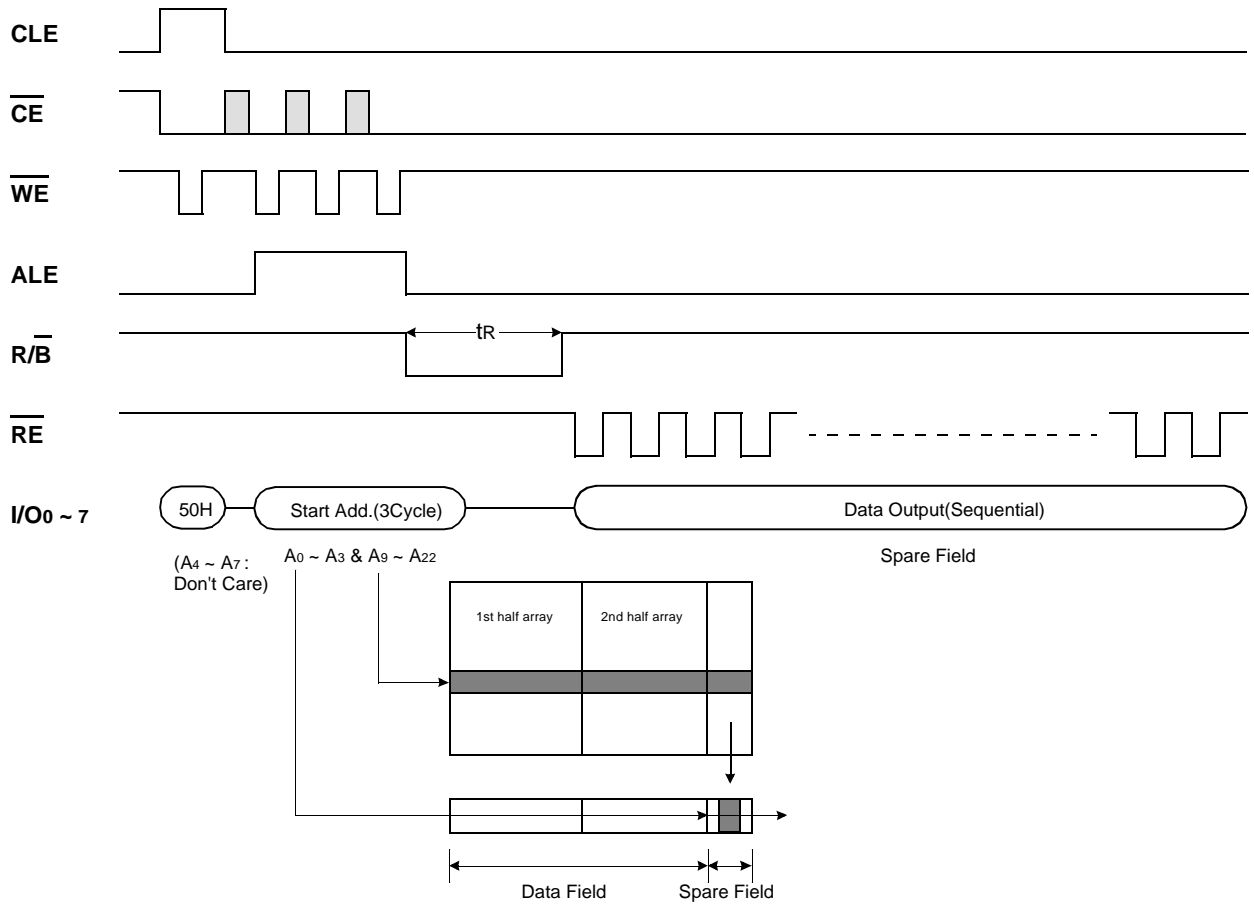 CLE
CE
WE
ALE
R/B
tR
RE
I/O0 ~ 7
50H
Start Add.(3Cycle)
Data Output(Sequential)
(A4 ~ A7 :
Don't Care)
A0 ~ A3 & A9 ~ A22
Spare Field
1st half array
2nd half array
Data Field
Spare Field